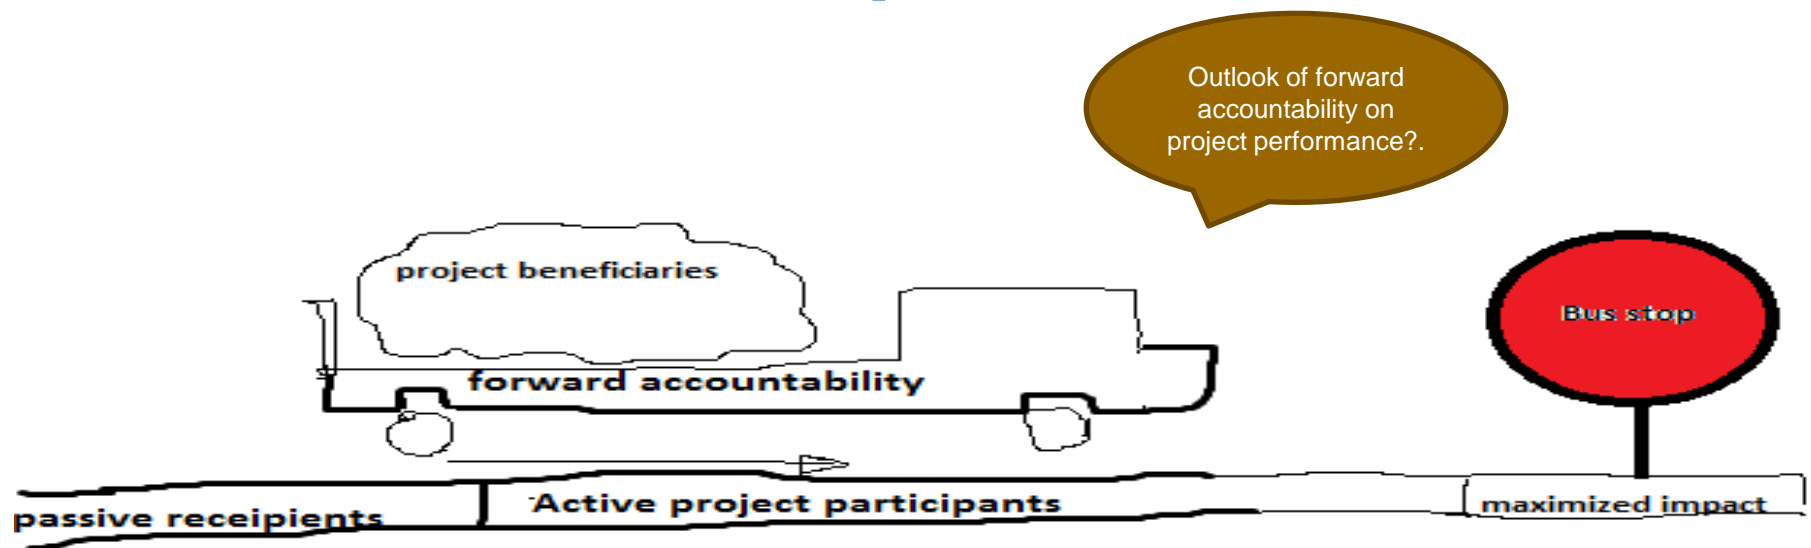 Outlook of forward
accountability on
project performance?.
project beneficiaries
Bus stop
forward accountability
passive receipients
Active project participants
maximized impact